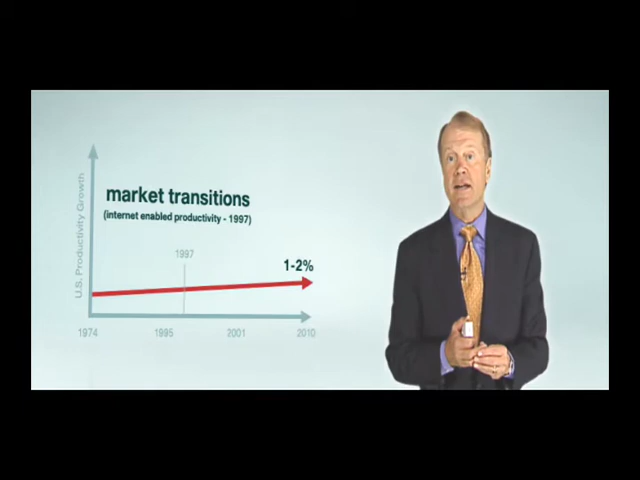 market transitions
(internet enabled productivity - 1997)
U.S. Productivity Growth
1997
1-2%
1974 1995 2001 2010